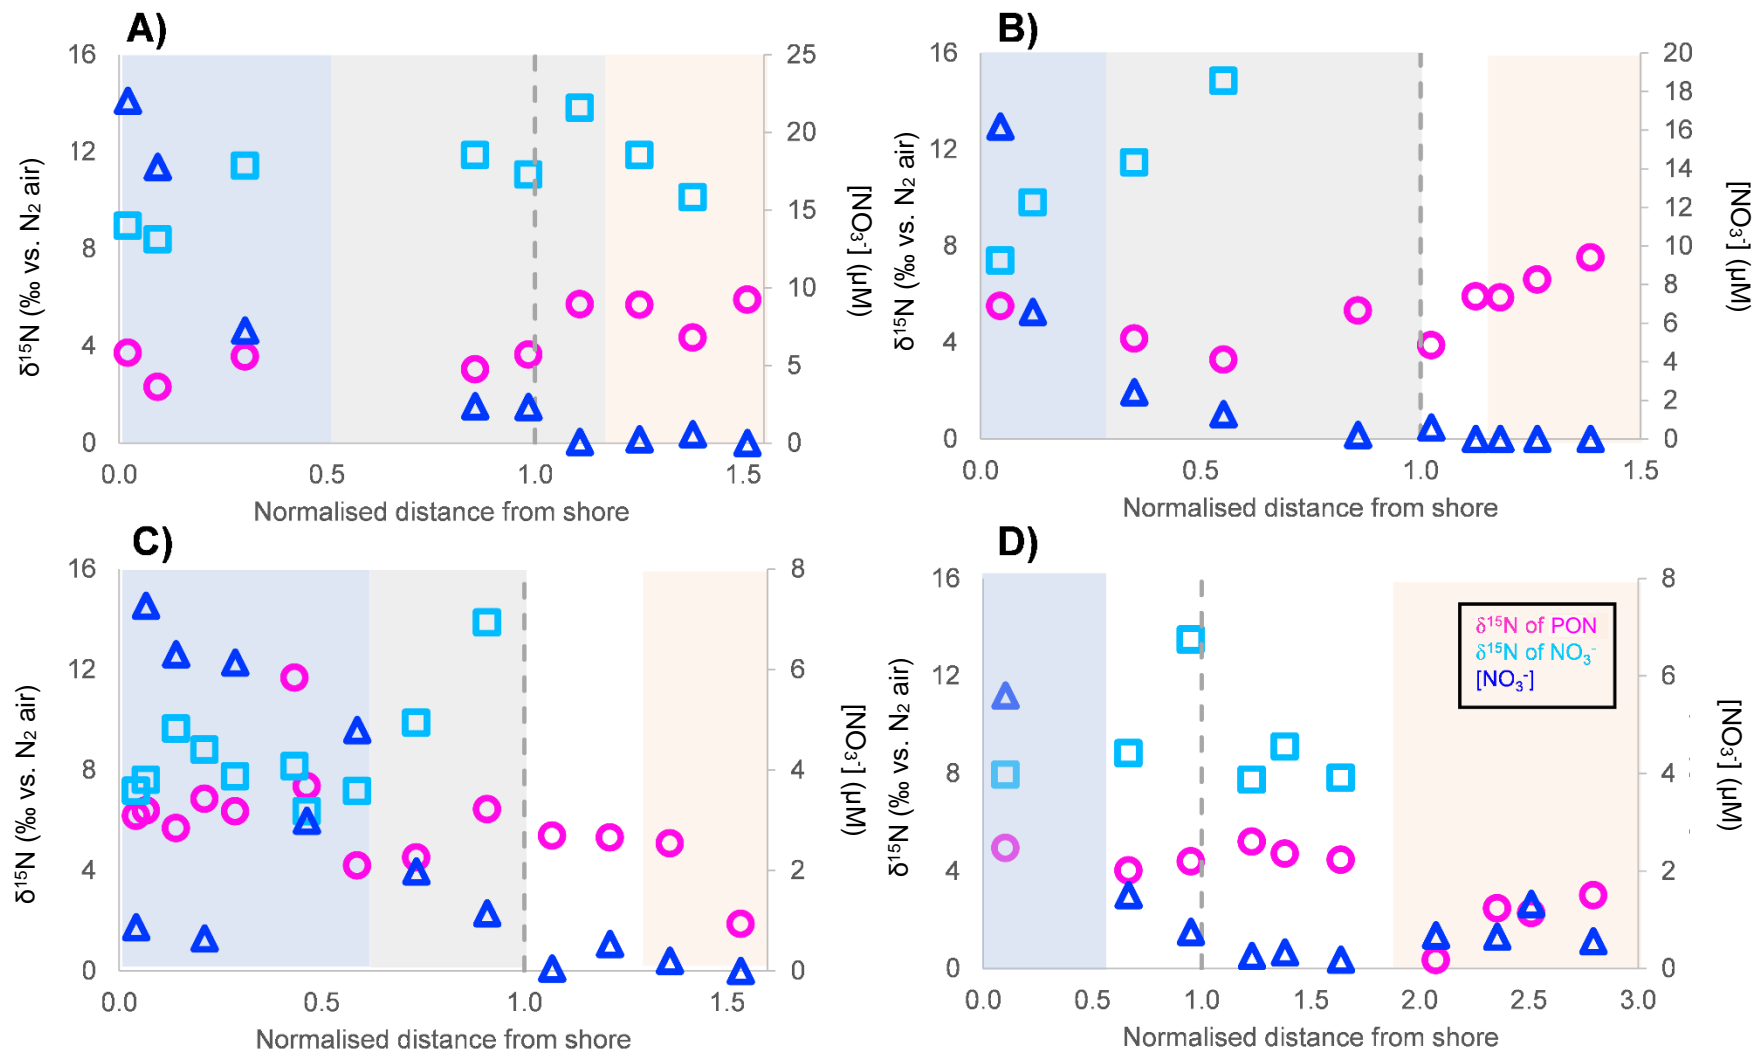 A)
16
12
8
4
0
δ¹⁵N (‰ vs. N₂ air)
25
20
15
10
5
0
[NO₃⁻] (µM)
0.0 0.5 1.0 1.5
Normalised distance from shore
B)
16
12
8
4
0
δ¹⁵N (‰ vs. N₂ air)
20
18
16
14
12
10
8
6
4
2
0
[NO₃⁻] (µM)
0.0 0.5 1.0 1.5
Normalised distance from shore
C)
16
12
8
4
0
δ¹⁵N (‰ vs. N₂ air)
8
6
4
2
0
[NO₃⁻] (µM)
0.0 0.5 1.0 1.5
Normalised distance from shore
D)
16
12
8
4
0
δ¹⁵N (‰ vs. N₂ air)
δ¹⁵N of PON
δ¹⁵N of NO₃⁻
[NO₃⁻]
8
6
4
2
0
[NO₃⁻] (µM)
0.0 0.5 1.0 1.5 2.0 2.5 3.0
Normalised distance from shore